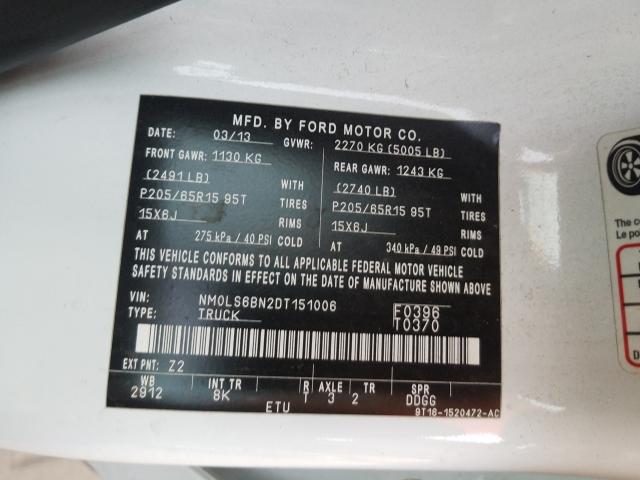 MFD. BY FORD MOTOR CO.
DATE: 03/13 GVWR: 2270 KG (5005 LB)
FRONT GAWR: 1130 KG REAR GAWR: 1243 KG
(2491 LB) WITH (2740 LB) WITH
P205/65R15 95T TIRES P205/65R15 95T TIRES
15X6J RIMS 15X6J RIMS
AT 275 kPa / 40 PSI COLD AT 340 kPa / 49 PSI COLD
THIS VEHICLE CONFORMS TO ALL APPLICABLE FEDERAL MOTOR VEHICLE
SAFETY STANDARDS IN EFFECT ON THE DATE OF MANUFACTURE SHOWN ABOVE
VIN: NM0LS6BN2DT151006 F0396
TYPE: TRUCK T0370
EXT PNT: Z2
WB INT TR R AXLE TR SPR
2912 8K T 3 2 DDGG
ETU 9T16-1520472-AC
The co
Le po